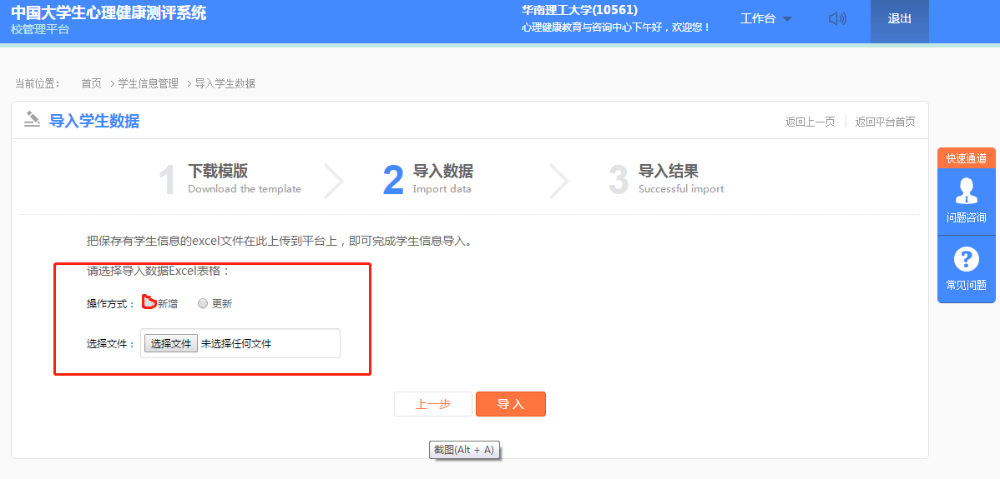 中国大学生心理健康测评系统
校管理平台
华南理工大学(10561)
心理健康教育与咨询中心下午好，欢迎您！
工作台
退出
当前位置： 首页 > 学生信息管理 > 导入学生数据
导入学生数据
返回上一页 | 返回平台首页
1 下载模版
Download the template
2 导入数据
Import data
3 导入结果
Successful import
把保存有学生信息的excel文件在此上传到平台上，即可完成学生信息导入。
请选择导入数据Excel表格：
操作方式： 新增 更新
选择文件： 选择文件 未选择任何文件
上一步 导 入
截图(Alt + A)
快速通道
问题咨询
?
常见问题